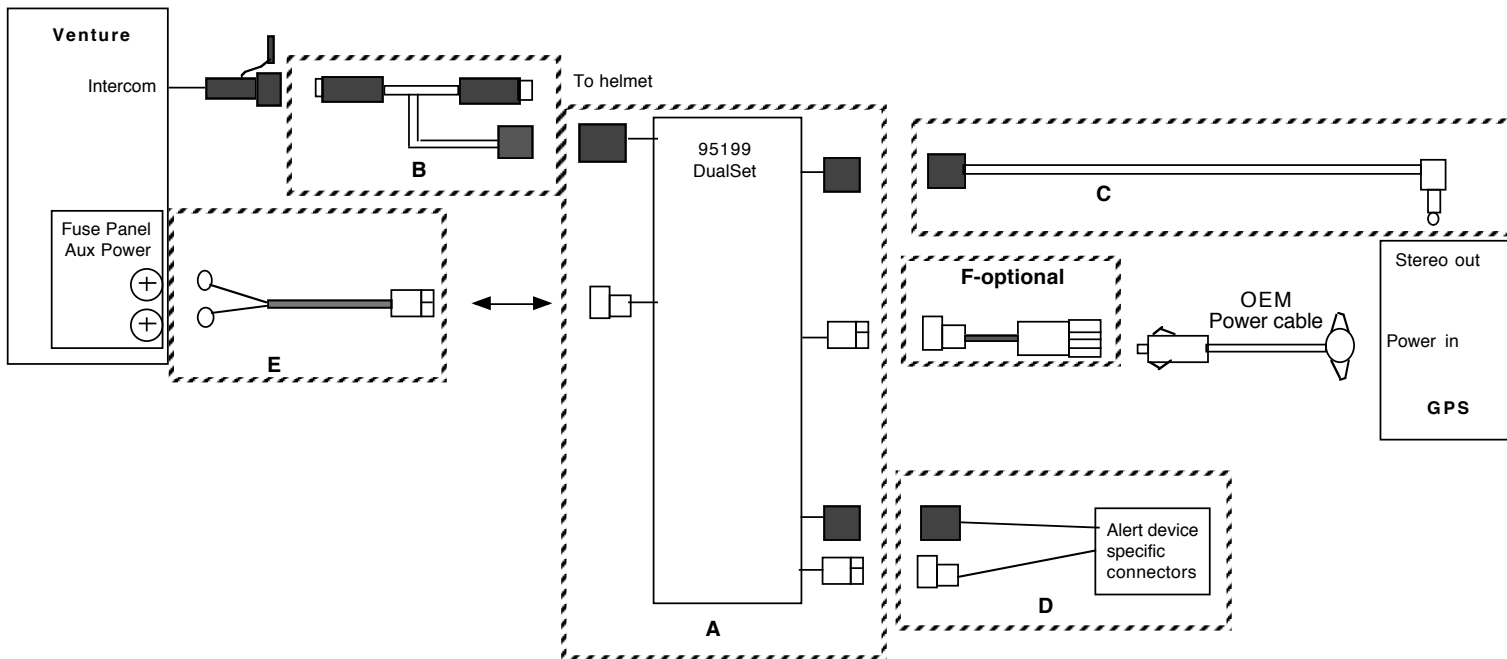 Venture
Intercom
To helmet
B
95199
DualSet
C
Fuse Panel
Aux Power
E
F-optional
OEM
Power cable
Stereo out
Power in
GPS
Alert device
specific
connectors
D
A